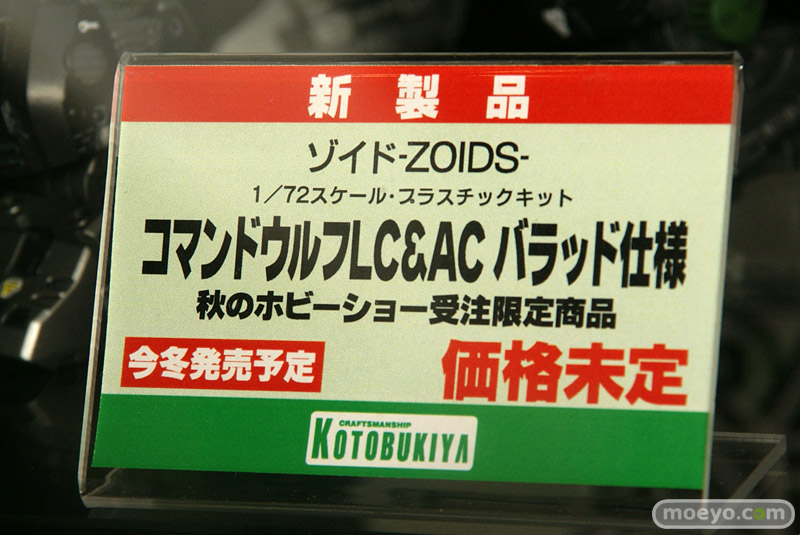 新製品
ゾイド-ZOIDS-
1/72スケール・プラスチックキット
コマンドウルフLC&AC バラッド仕様
秋のホビーショー受注限定商品
今冬発売予定
価格未定
CRAFTSMANSHIP
KOTOBUKIYA
moeyo.com